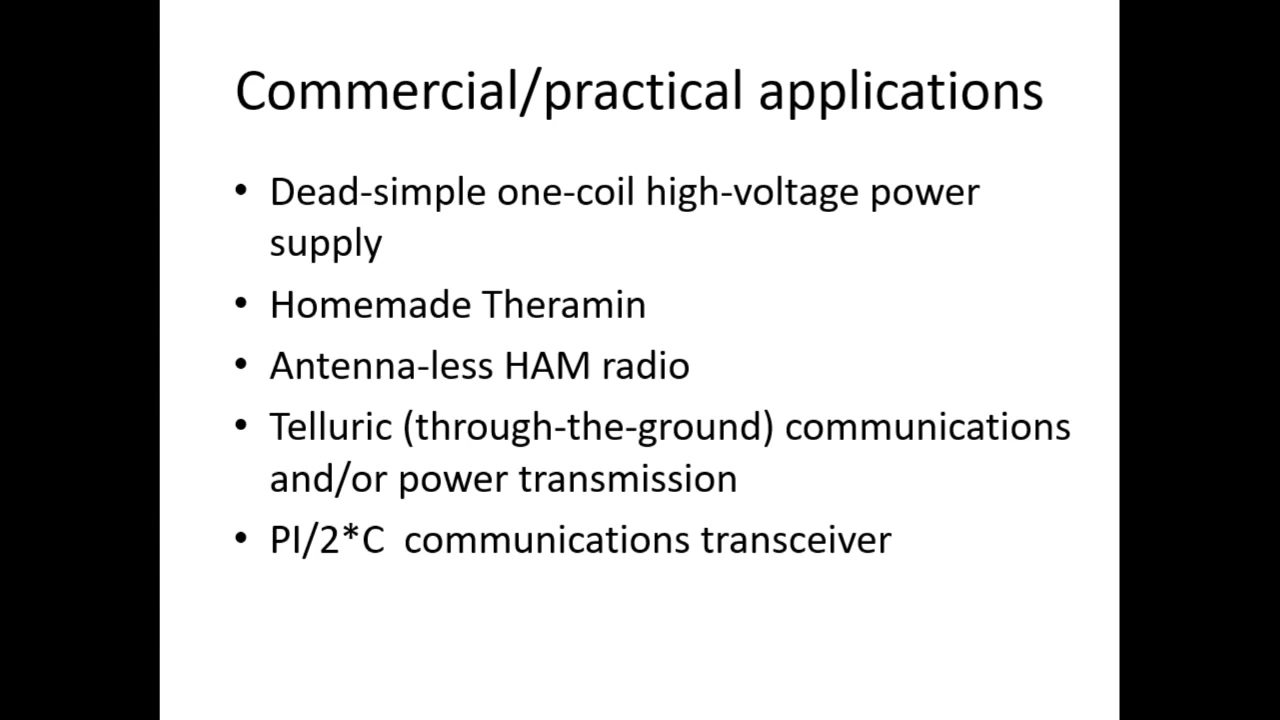 Commercial/practical applications
• Dead-simple one-coil high-voltage power
supply
• Homemade Theramin
• Antenna-less HAM radio
• Telluric (through-the-ground) communications
and/or power transmission
• PI/2*C  communications transceiver